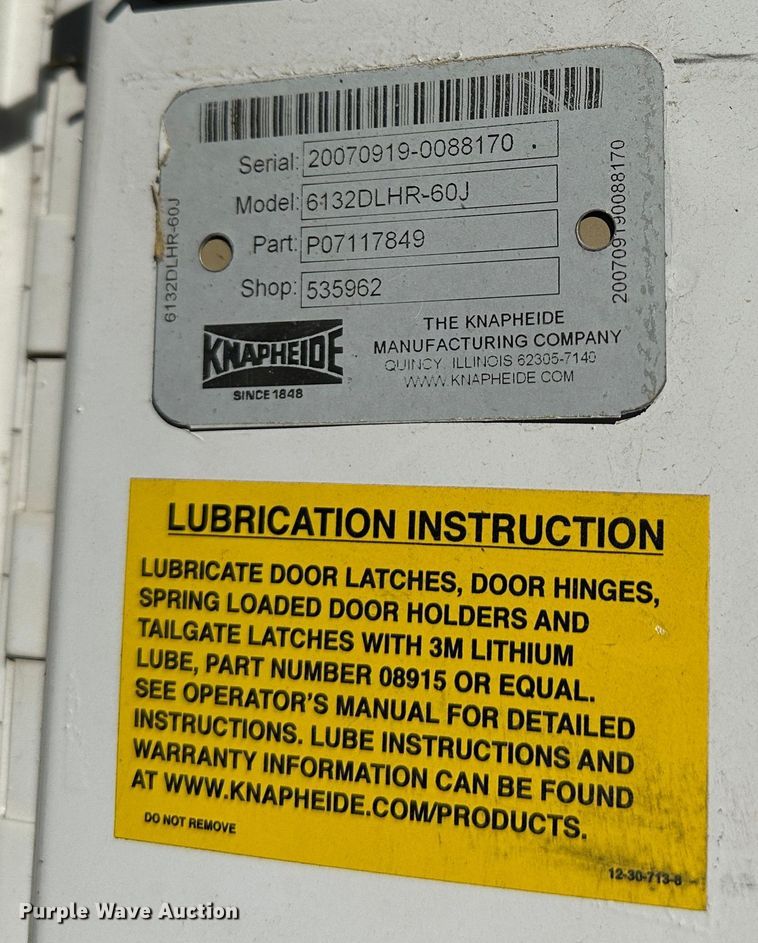 Serial: 20070919-0088170
Model: 6132DLHR-60J
Part: P07117849
Shop: 535962
6132DLHR-60J
200709190088170
KNAPHEIDE
SINCE 1848
THE KNAPHEIDE
MANUFACTURING COMPANY
QUINCY, ILLINOIS 62305-7140
WWW.KNAPHEIDE.COM
LUBRICATION INSTRUCTION
LUBRICATE DOOR LATCHES, DOOR HINGES,
SPRING LOADED DOOR HOLDERS AND
TAILGATE LATCHES WITH 3M LITHIUM
LUBE, PART NUMBER 08915 OR EQUAL.
SEE OPERATOR'S MANUAL FOR DETAILED
INSTRUCTIONS. LUBE INSTRUCTIONS AND
WARRANTY INFORMATION CAN BE FOUND
AT WWW.KNAPHEIDE.COM/PRODUCTS.
DO NOT REMOVE
12-30-713-8
Purple Wave Auction